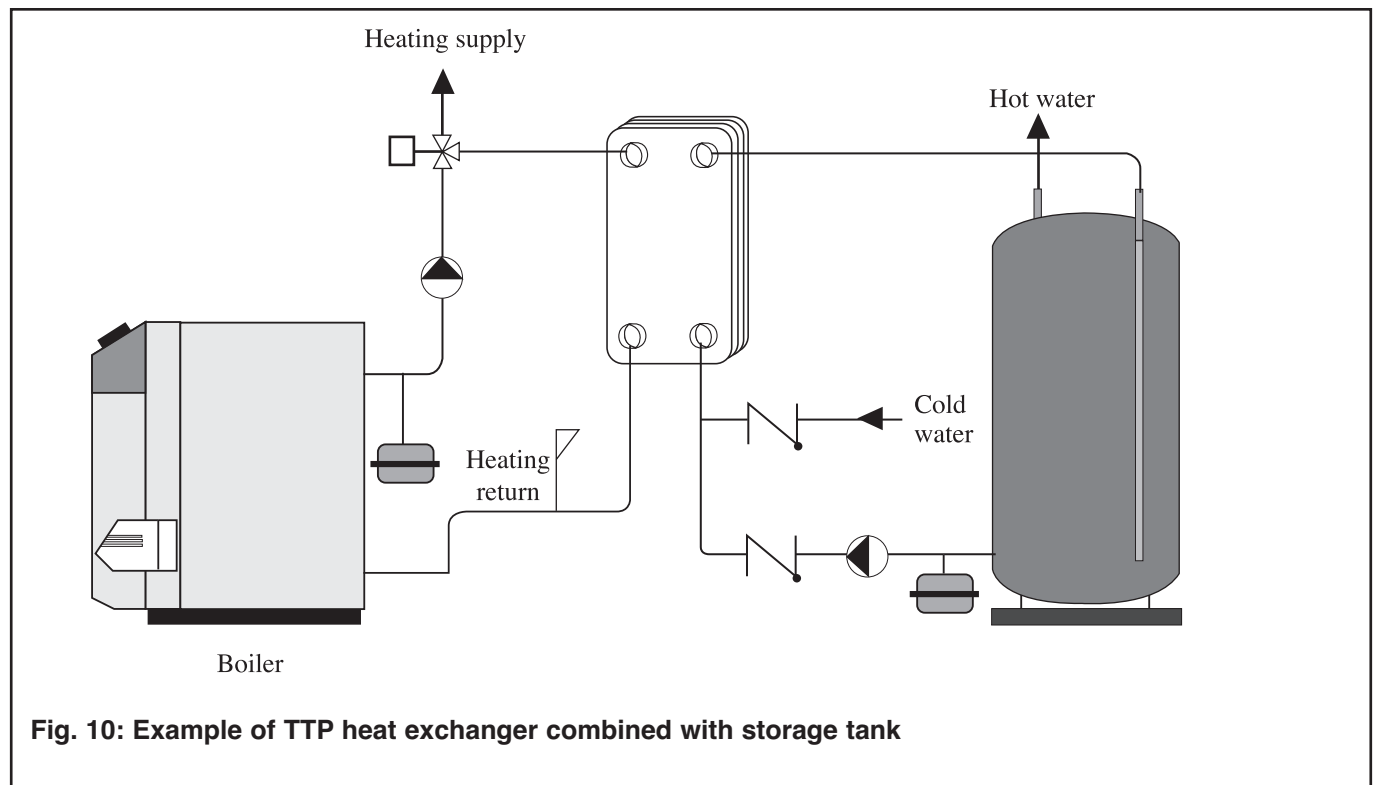 Heating supply
Hot water
Cold
water
Heating
return
Boiler
Fig. 10: Example of TTP heat exchanger combined with storage tank